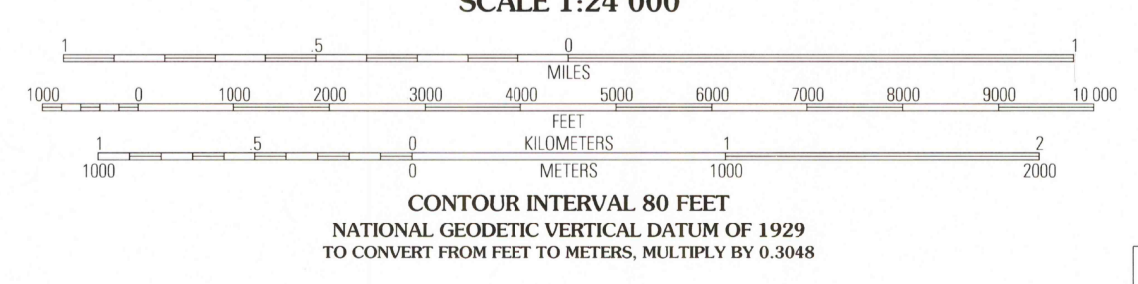 SCALE 1:24 000
1 .5 0 1
MILES
1000 0 1000 2000 3000 4000 5000 6000 7000 8000 9000 10 000
FEET
1 .5 0 KILOMETERS 1 2
1000 0 METERS 1000 2000
CONTOUR INTERVAL 80 FEET
NATIONAL GEODETIC VERTICAL DATUM OF 1929
TO CONVERT FROM FEET TO METERS, MULTIPLY BY 0.3048